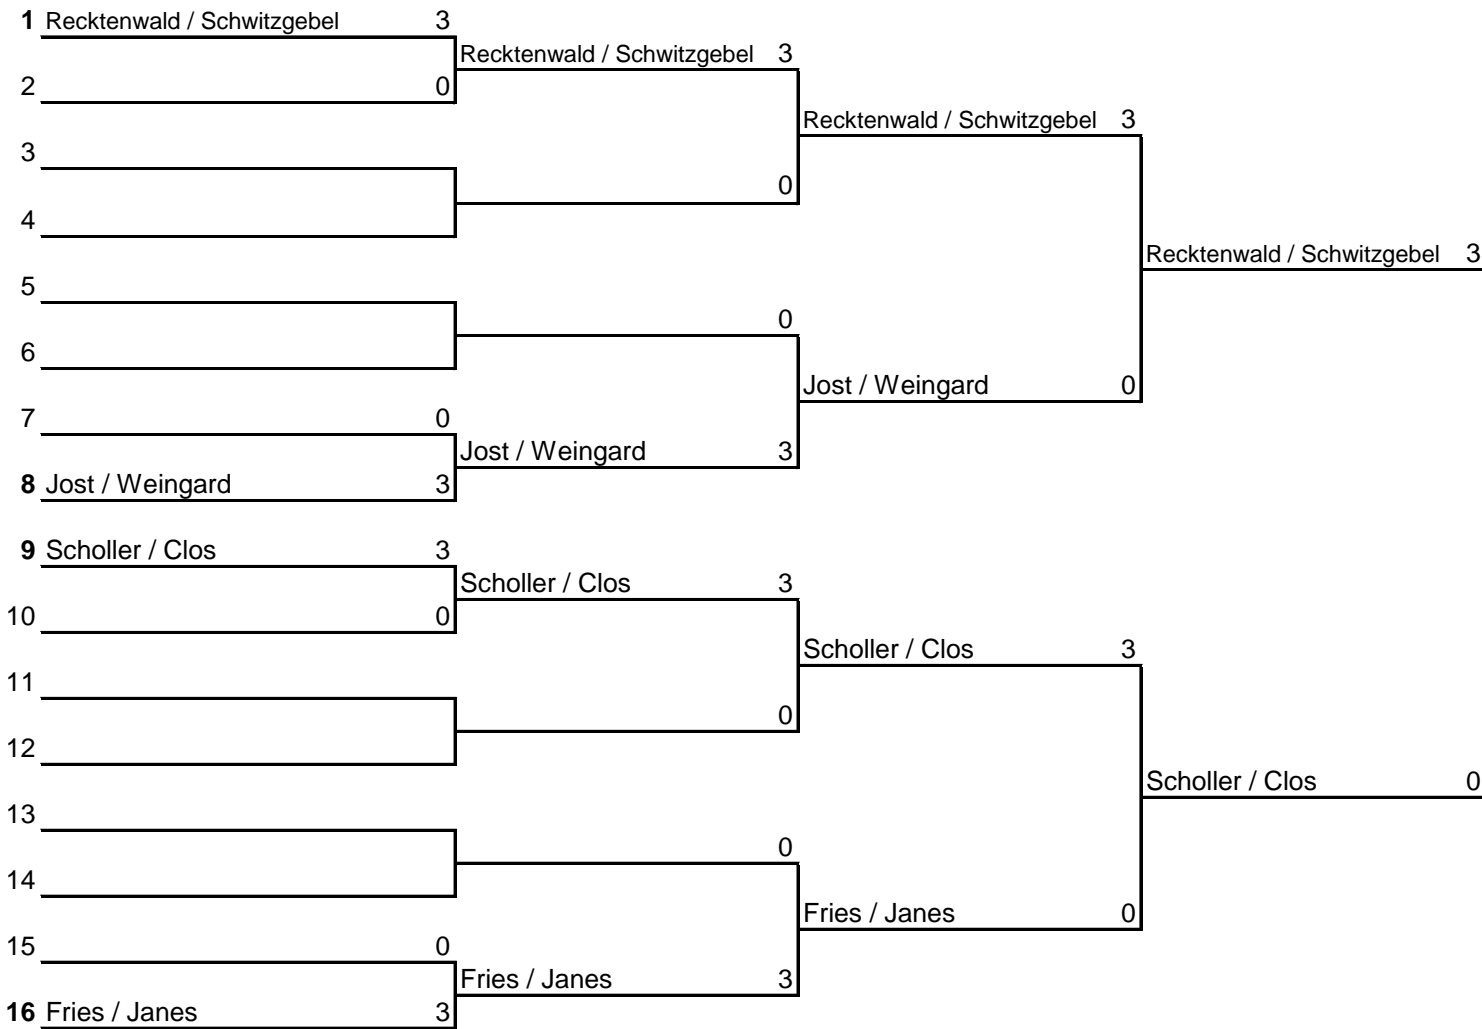 1 Recktenwald / Schwitzgebel 3
Recktenwald / Schwitzgebel 3
2 0
Recktenwald / Schwitzgebel 3
3
0
4
Recktenwald / Schwitzgebel 3
5
0
6
Jost / Weingard 0
7 0
Jost / Weingard 3
8 Jost / Weingard 3
9 Scholler / Clos 3
Scholler / Clos 3
10 0
Scholler / Clos 3
11
0
12
Scholler / Clos 0
13
0
14
Fries / Janes 0
15 0
Fries / Janes 3
16 Fries / Janes 3